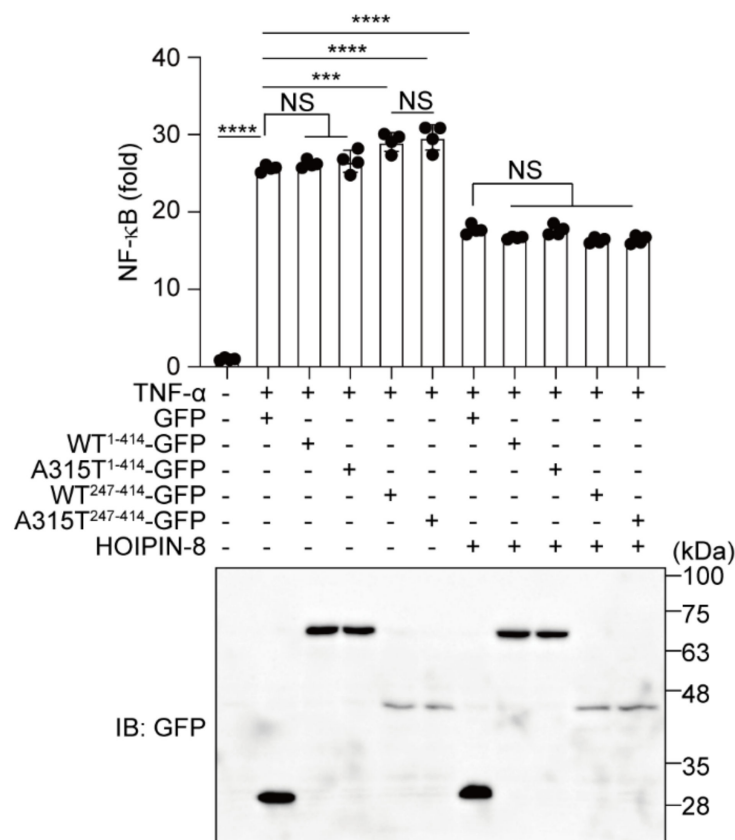 ****
****
***
NS NS
****
NS
40
30
20
10
0
NF-κB (fold)
TNF-α - + + + + + + + + + +
GFP - + - - - - + - - - -
WT1-414-GFP - - + - - - - + - - -
A315T1-414-GFP - - - + - - - - + - -
WT247-414-GFP - - - - + - - - - + -
A315T247-414-GFP - - - - - + - - - - +
HOIPIN-8 - - - - - - + + + + +
(kDa)
100
75
63
48
35
28
IB: GFP